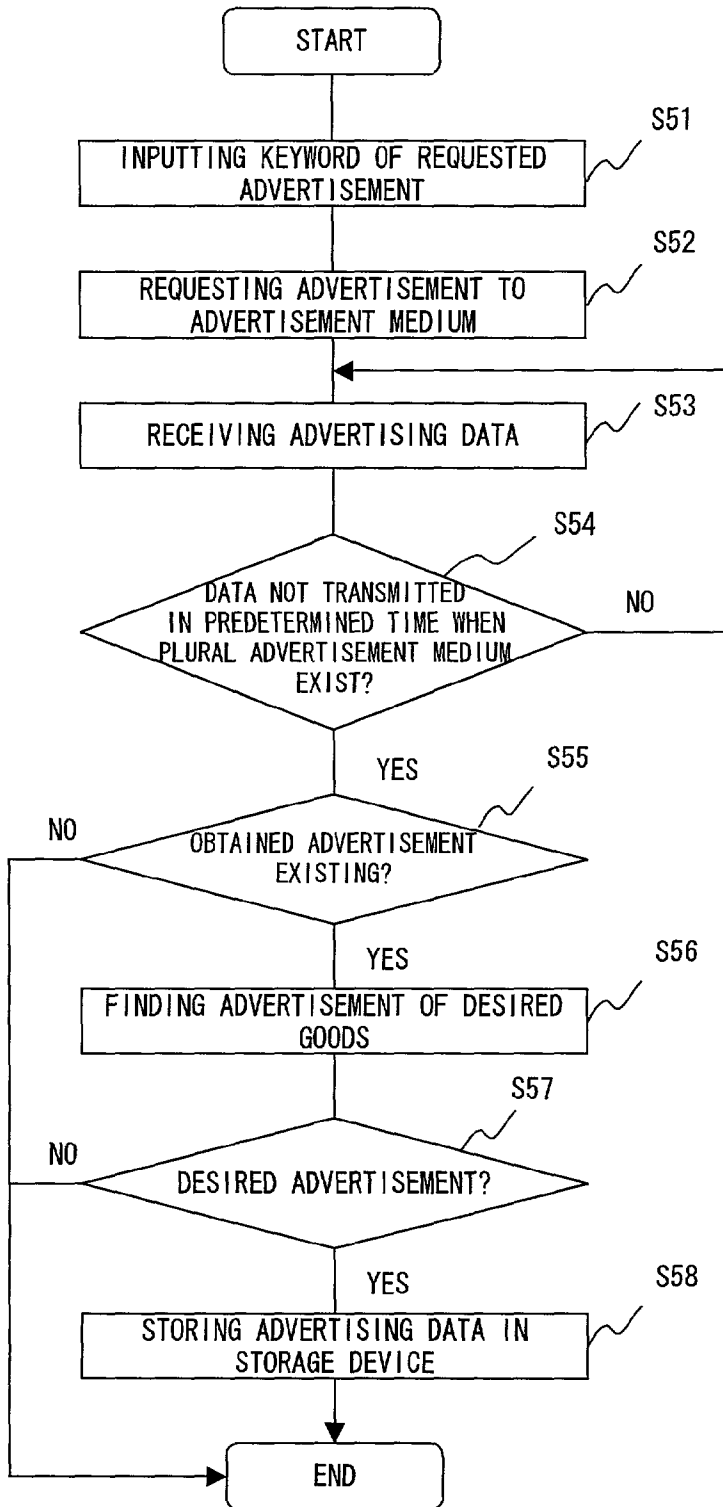 START
S51
INPUTTING KEYWORD OF REQUESTED
ADVERTISEMENT
S52
REQUESTING ADVERTISEMENT TO
ADVERTISEMENT MEDIUM
S53
RECEIVING ADVERTISING DATA
S54
DATA NOT TRANSMITTED
IN PREDETERMINED TIME WHEN
PLURAL ADVERTISEMENT MEDIUM
EXIST?
NO
YES
S55
NO
OBTAINED ADVERTISEMENT
EXISTING?
YES
S56
FINDING ADVERTISEMENT OF DESIRED
GOODS
S57
NO
DESIRED ADVERTISEMENT?
YES
S58
STORING ADVERTISING DATA IN
STORAGE DEVICE
END